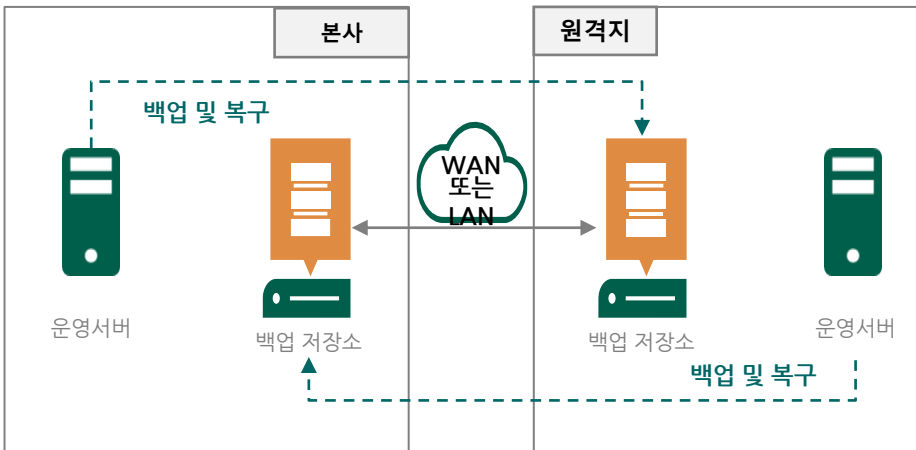 본사
원격지
백업 및 복구
WAN
또는
LAN
운영서버
백업 저장소
백업 저장소
운영서버
백업 및 복구